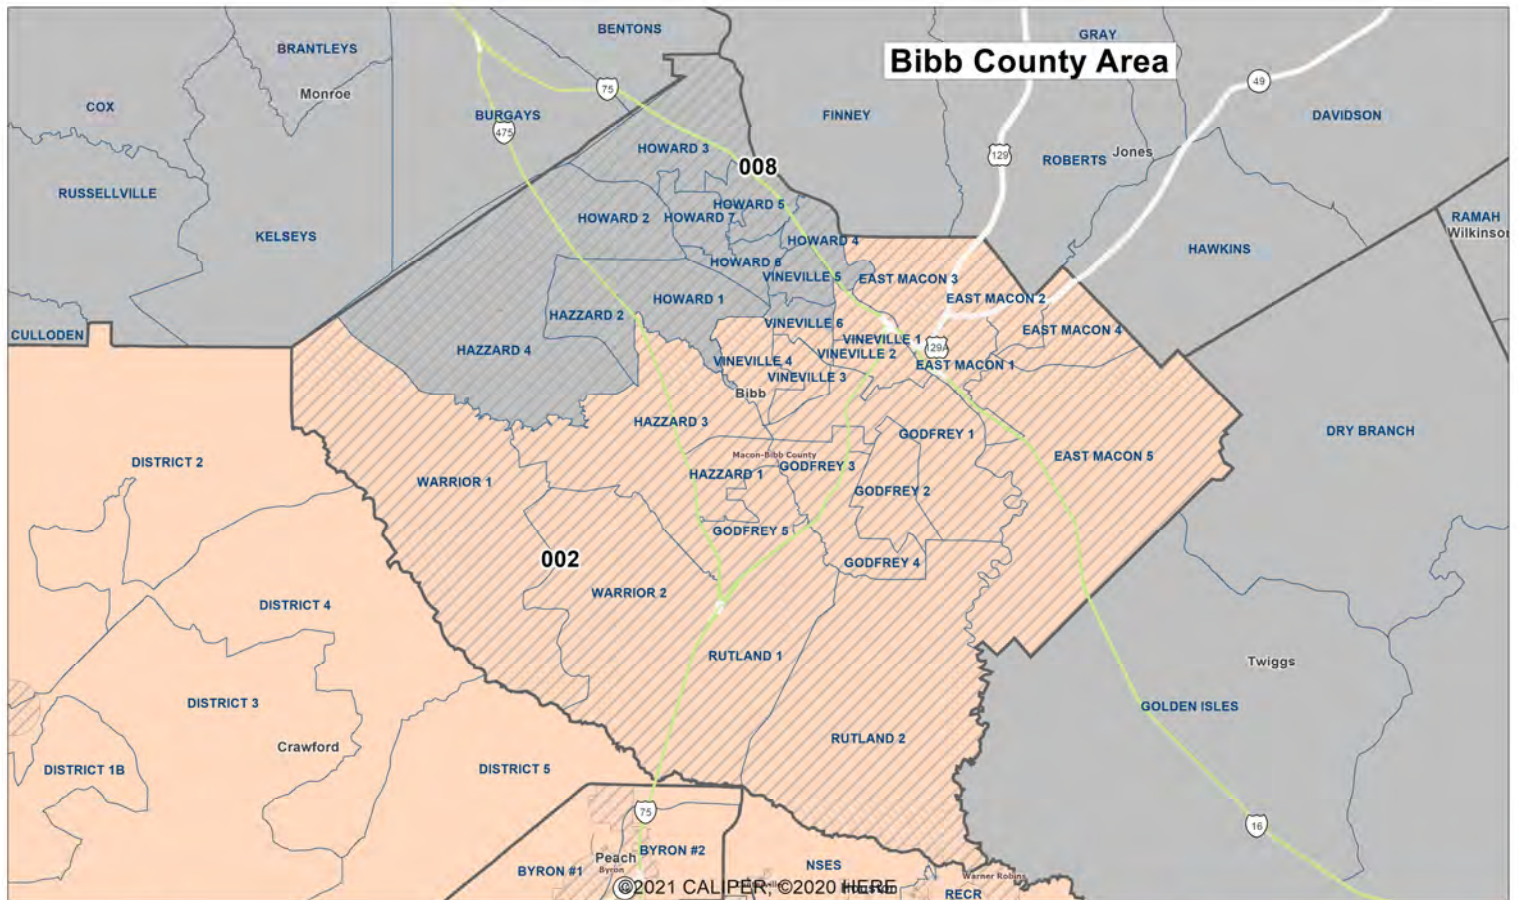 BENTONS
GRAY
BRANTLEYS
Bibb County Area
49
75
Monroe
COX
BURGAYS
FINNEY
DAVIDSON
475
HOWARD 3
129
Jones
ROBERTS
008
RUSSELLVILLE
HOWARD 5
HOWARD 2
HOWARD 7
RAMAH
Wilkinson
KELSEYS
HOWARD 4
HAWKINS
HOWARD 6
VINEVILLE 5
EAST MACON 3
HOWARD 1
EAST MACON 2
HAZZARD 2
VINEVILLE 6
EAST MACON 4
CULLODEN
VINEVILLE 1
129A
HAZZARD 4
VINEVILLE 2
VINEVILLE 4
EAST MACON 1
VINEVILLE 3
Bibb
HAZZARD 3
DRY BRANCH
GODFREY 1
Macon-Bibb County
EAST MACON 5
DISTRICT 2
GODFREY 3
HAZZARD 1
WARRIOR 1
GODFREY 2
GODFREY 5
002
GODFREY 4
WARRIOR 2
DISTRICT 4
RUTLAND 1
Twiggs
DISTRICT 3
GOLDEN ISLES
RUTLAND 2
Crawford
DISTRICT 1B
DISTRICT 5
75
16
BYRON #2
Peach
NSES
BYRON #1
Byron
Warner Robins
©2021 CALIPER; ©2020 HERE
RECR